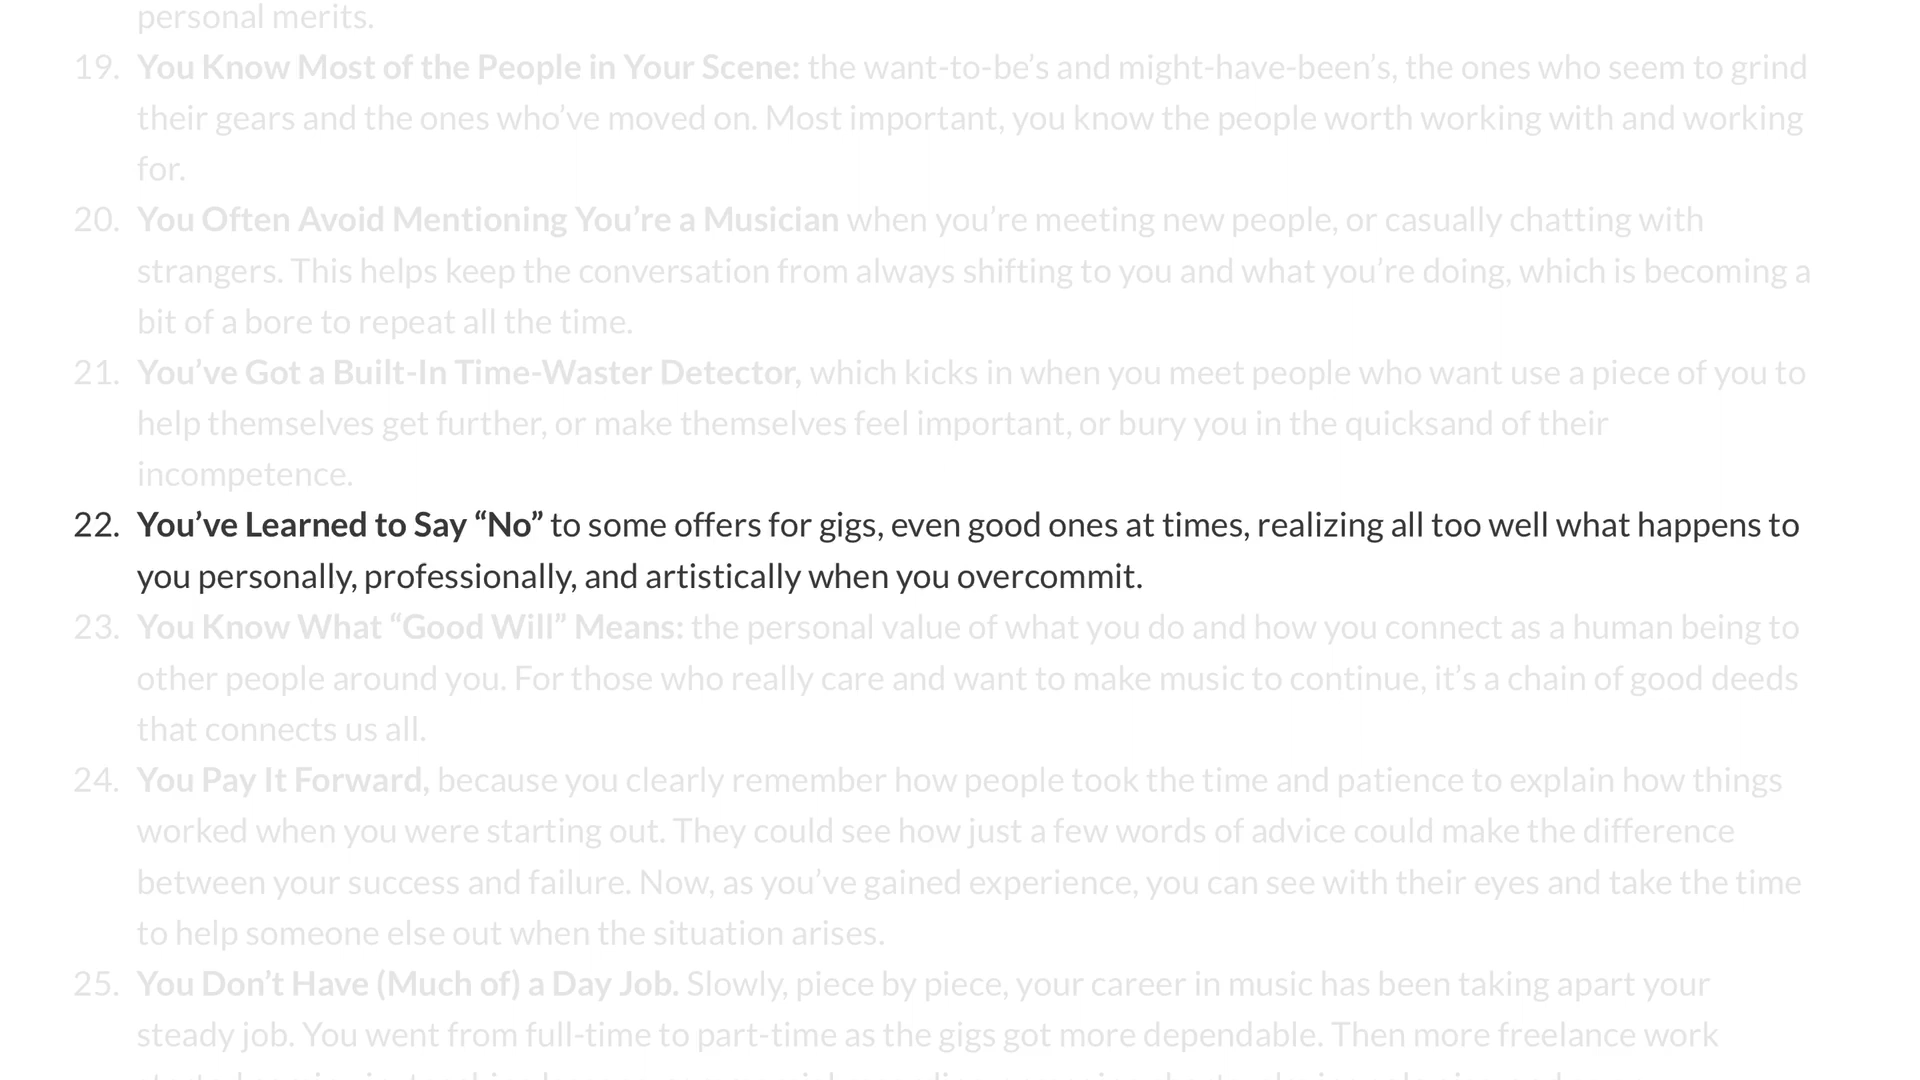 personal merits.
19. You Know Most of the People in Your Scene: the want-to-be’s and might-have-been’s, the ones who seem to grind
their gears and the ones who’ve moved on. Most important, you know the people worth working with and working
for.
20. You Often Avoid Mentioning You’re a Musician when you’re meeting new people, or casually chatting with
strangers. This helps keep the conversation from always shifting to you and what you’re doing, which is becoming a
bit of a bore to repeat all the time.
21. You’ve Got a Built-In Time-Waster Detector, which kicks in when you meet people who want use a piece of you to
help themselves get further, or make themselves feel important, or bury you in the quicksand of their
incompetence.
22. You’ve Learned to Say “No” to some offers for gigs, even good ones at times, realizing all too well what happens to
you personally, professionally, and artistically when you overcommit.
23. You Know What “Good Will” Means: the personal value of what you do and how you connect as a human being to
other people around you. For those who really care and want to make music to continue, it’s a chain of good deeds
that connects us all.
24. You Pay It Forward, because you clearly remember how people took the time and patience to explain how things
worked when you were starting out. They could see how just a few words of advice could make the difference
between your success and failure. Now, as you’ve gained experience, you can see with their eyes and take the time
to help someone else out when the situation arises.
25. You Don’t Have (Much of) a Day Job. Slowly, piece by piece, your career in music has been taking apart your
steady job. You went from full-time to part-time as the gigs got more dependable. Then more freelance work